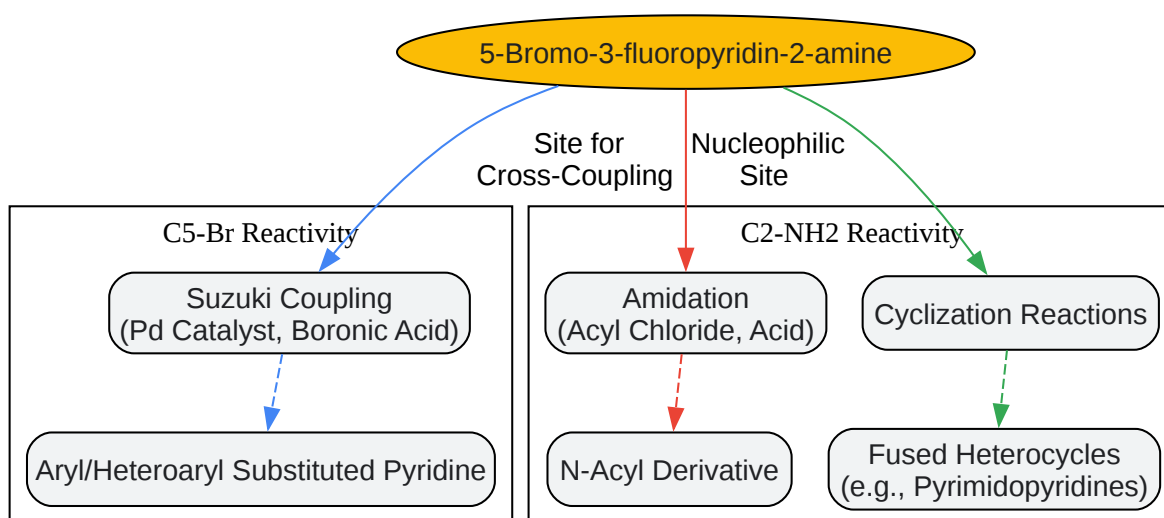 5-Bromo-3-fluoropyridin-2-amine
Site for
Cross-Coupling
Nucleophilic
Site
C5-Br Reactivity
C2-NH2 Reactivity
Suzuki Coupling
(Pd Catalyst, Boronic Acid)
Amidation
(Acyl Chloride, Acid)
Cyclization Reactions
Aryl/Heteroaryl Substituted Pyridine
N-Acyl Derivative
Fused Heterocycles
(e.g., Pyrimidopyridines)